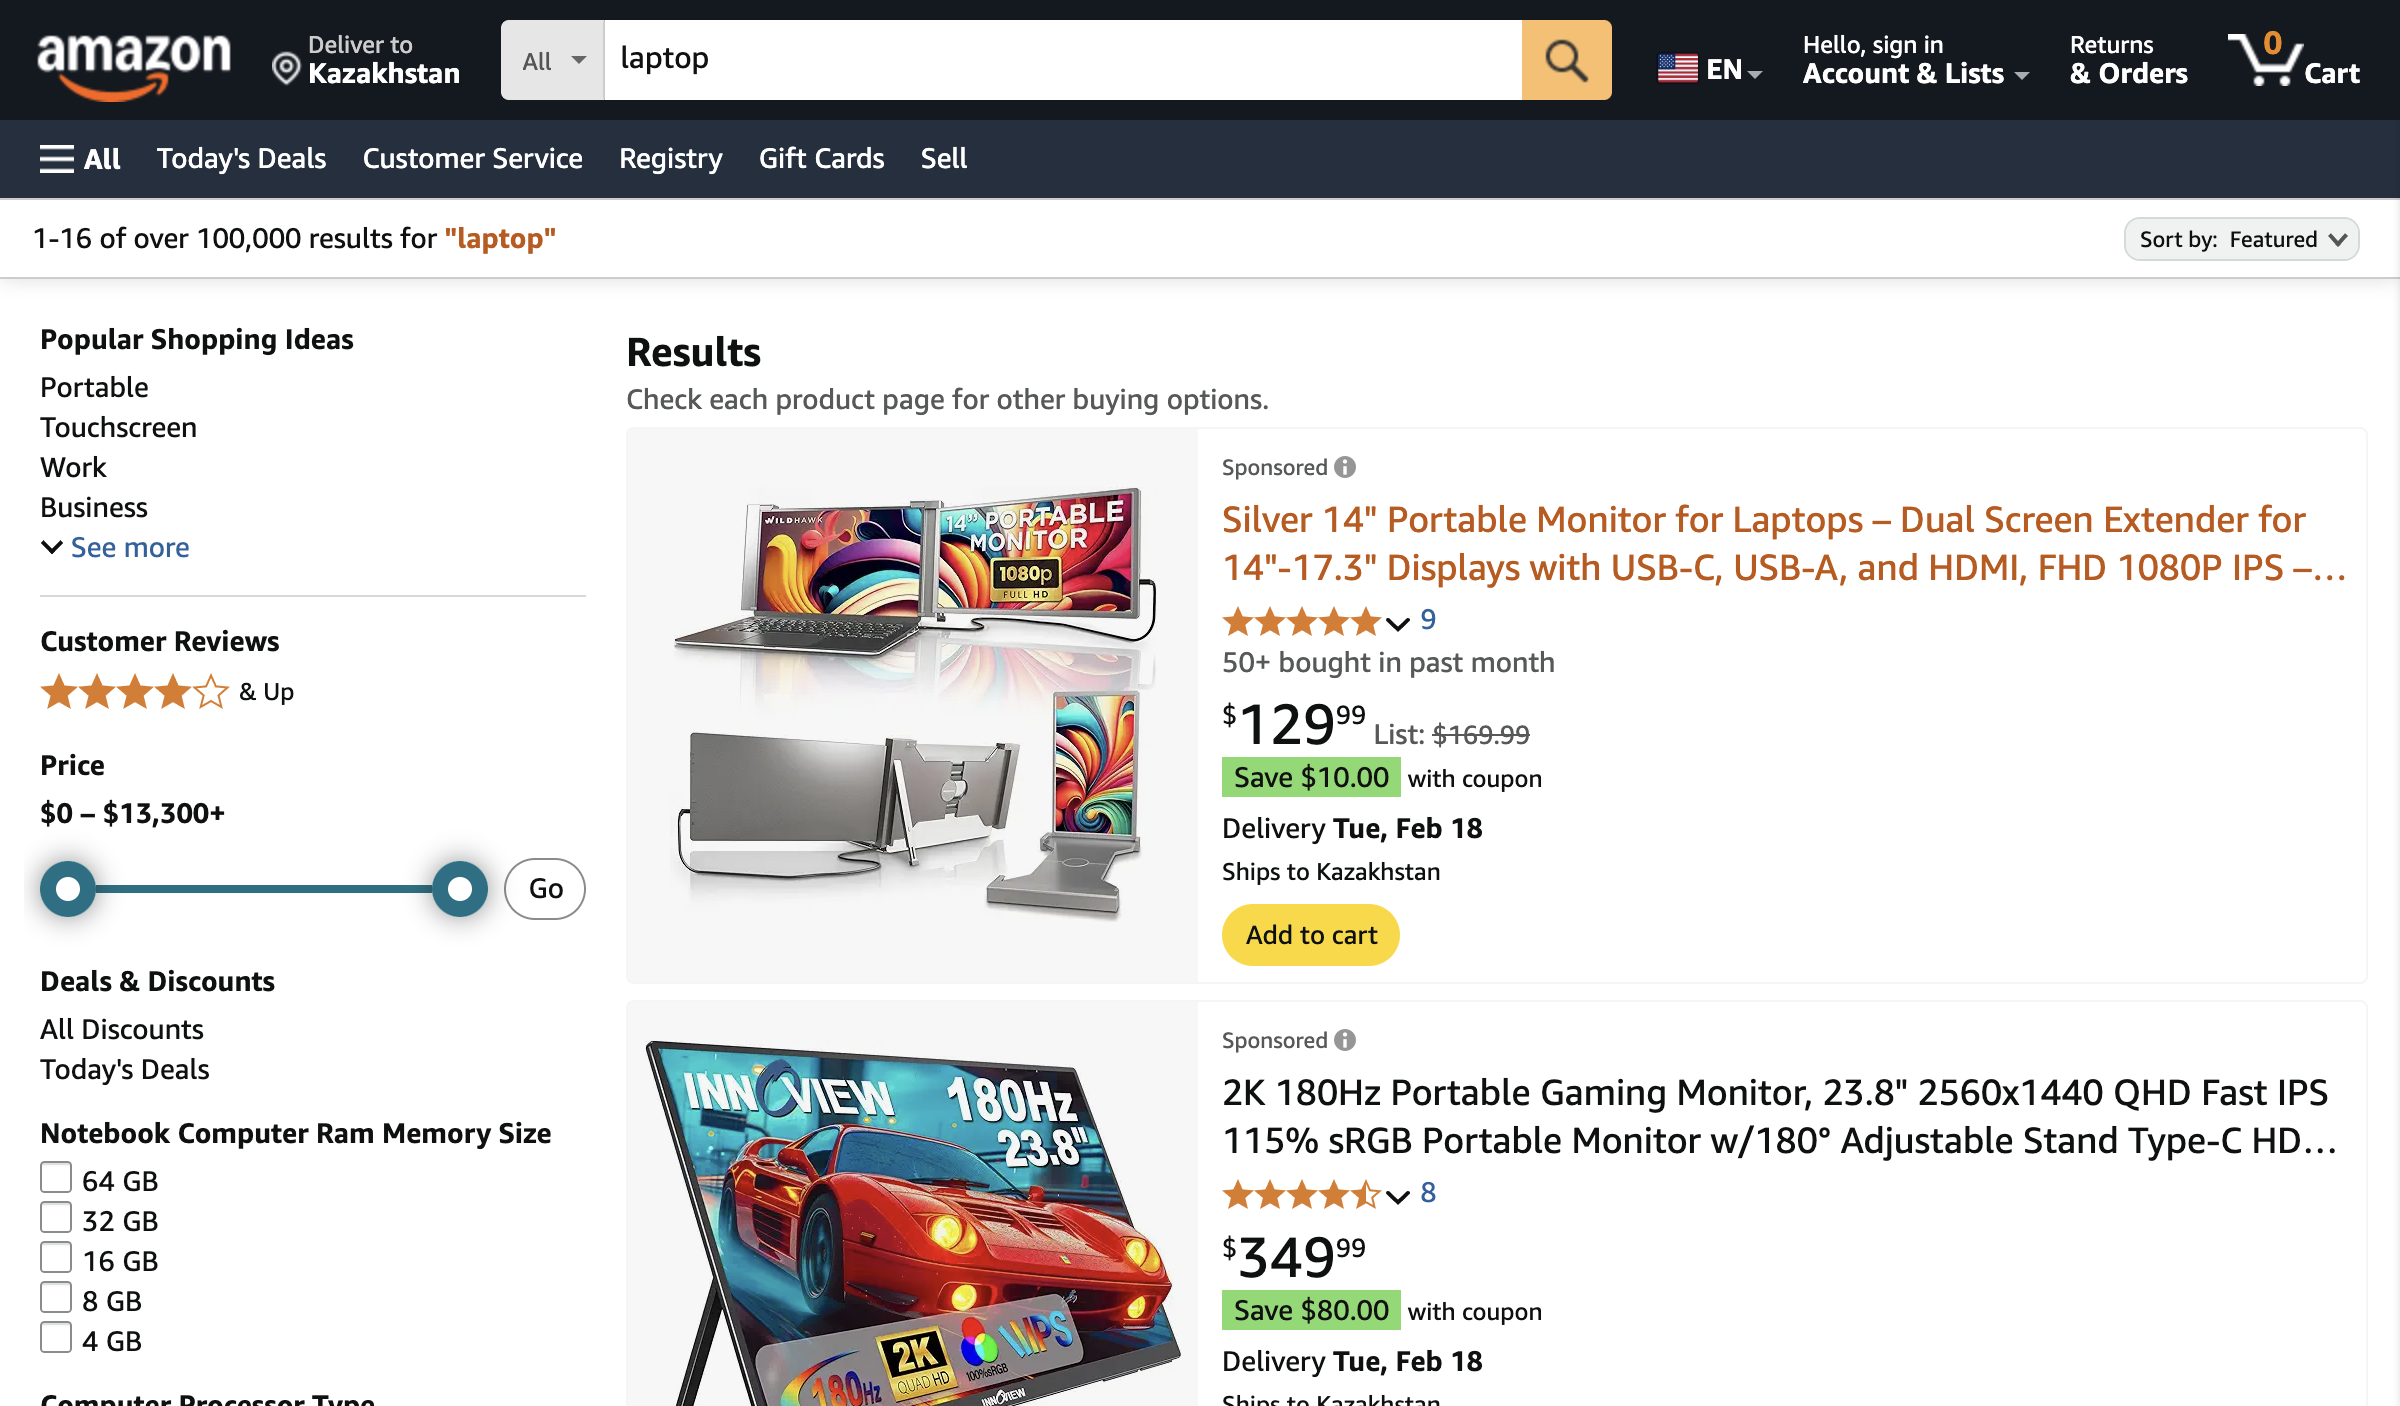 amazon
Deliver to
Kazakhstan
All
laptop
EN
Hello, sign in
Account & Lists
Returns
& Orders
0
Cart
All
Today's Deals
Customer Service
Registry
Gift Cards
Sell
1-16 of over 100,000 results for "laptop"
Sort by: Featured
Popular Shopping Ideas
Portable
Touchscreen
Work
Business
See more
Customer Reviews
& Up
Price
$0 – $13,300+
Go
Deals & Discounts
All Discounts
Today's Deals
Notebook Computer Ram Memory Size
64 GB
32 GB
16 GB
8 GB
4 GB
Computer Processor Type
Results
Check each product page for other buying options.
WILDHAWK
14" PORTABLE
MONITOR
1080p
FULL HD
Sponsored
Silver 14" Portable Monitor for Laptops – Dual Screen Extender for
14"-17.3" Displays with USB-C, USB-A, and HDMI, FHD 1080P IPS –...
9
50+ bought in past month
$129.99 List: $169.99
Save $10.00 with coupon
Delivery Tue, Feb 18
Ships to Kazakhstan
Add to cart
INNOVIEW
180Hz
23.8"
180Hz
2K
QUAD HD
100%sRGB
IPS
INNOVIEW
Sponsored
2K 180Hz Portable Gaming Monitor, 23.8" 2560x1440 QHD Fast IPS
115% sRGB Portable Monitor w/180° Adjustable Stand Type-C HD...
8
$349.99
Save $80.00 with coupon
Delivery Tue, Feb 18
Ships to Kazakhstan